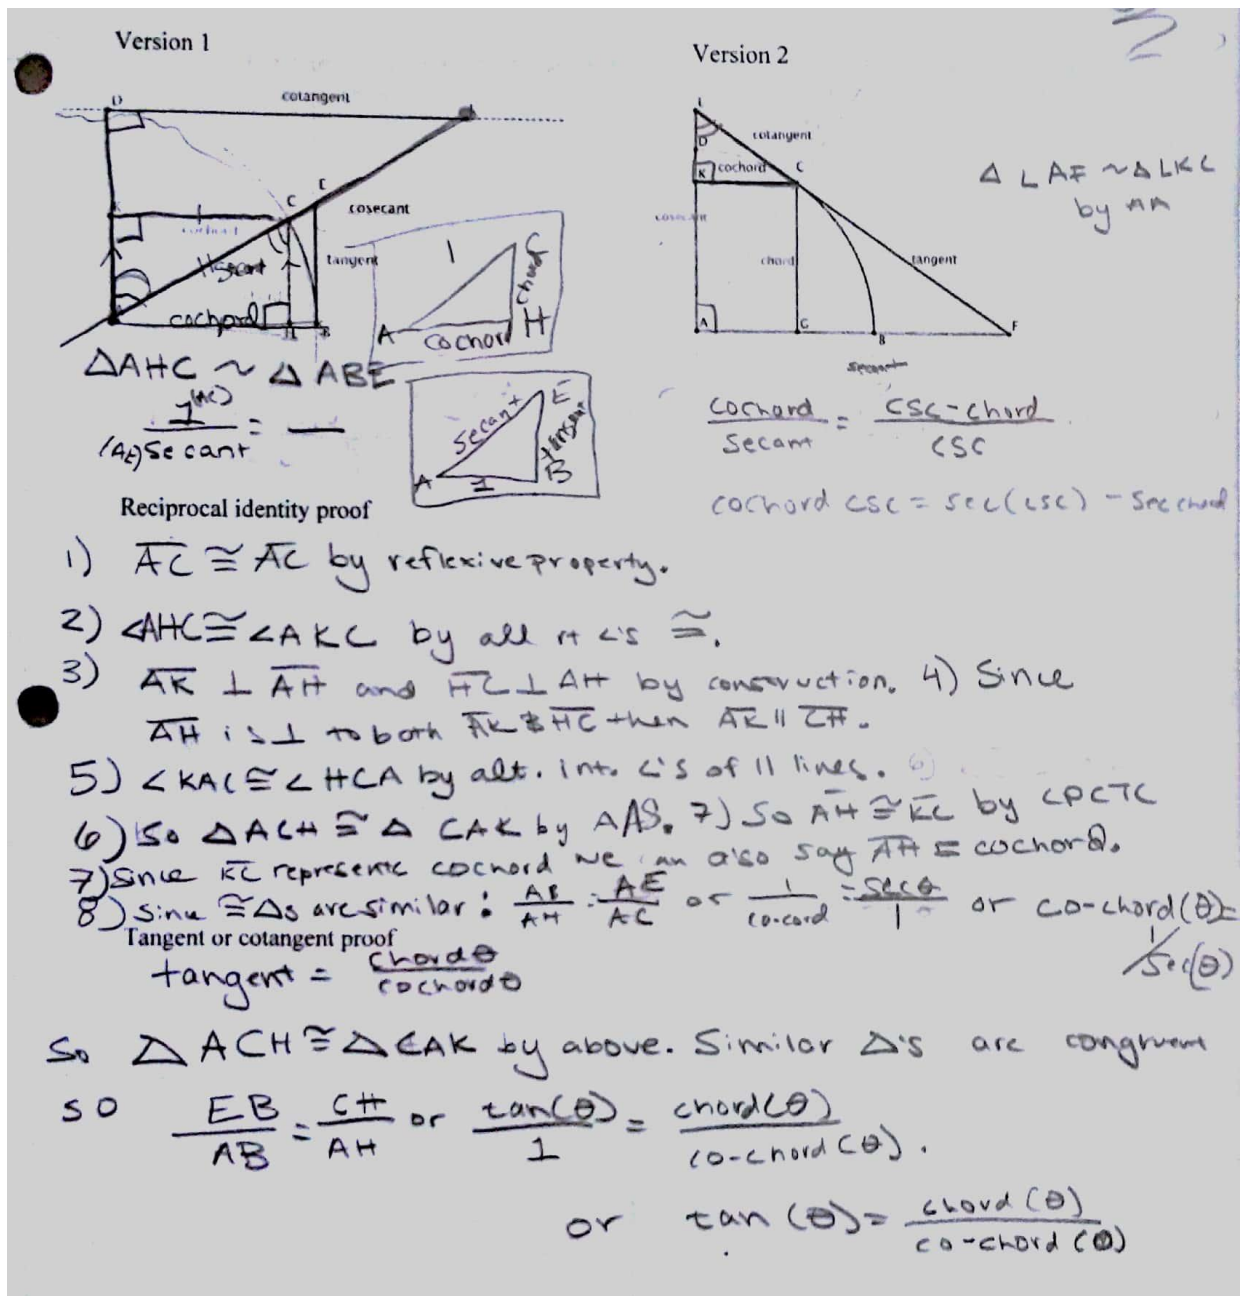 Version 1
D
cotangent
C
E
cosecant
tangent
cochord
B
1
C
chord
A
cochord
H
△AHC ~ △ABE
1(AC)
(AE) Secant = —
secant
E
tangent
A
1
B
Version 2
L
D
cotangent
K
cochord
C
cosecant
chord
tangent
A
G
B
F
secant
△LAF ~ △LKC
by AA
cochord / secant = csc - chord / csc
cochord csc = sec(csc) - sec chord
Reciprocal identity proof
1) AC ≅ AC by reflexive property.
2) ∠AHC ≅ ∠AKC by all rt ∠'s ≅.
3) AK ⊥ AH and HC ⊥ AH by construction. 4) Since
AH is ⊥ to both AK & HC then AK || CH.
5) ∠KAC ≅ ∠HCA by alt. int. ∠'s of || lines.
6) So △ACH ≅ △CAK by AAS. 7) So AH ≅ KC by CPCTC
7) Since KC represents cochord we can also say AH = cochord.
8) Since ≅ △s are similar: AB/AH = AE/AC or 1/co-cord = secθ/1 or co-chord(θ) = 1/sec(θ)
Tangent or cotangent proof
tangent = chordθ / cochordθ
So △ACH ≅ △CAK by above. Similar △'s are congruent
so EB/AB = CH/AH or tan(θ)/1 = chord(θ)/co-chord(θ).
or tan(θ) = chord(θ)/co-chord(θ)